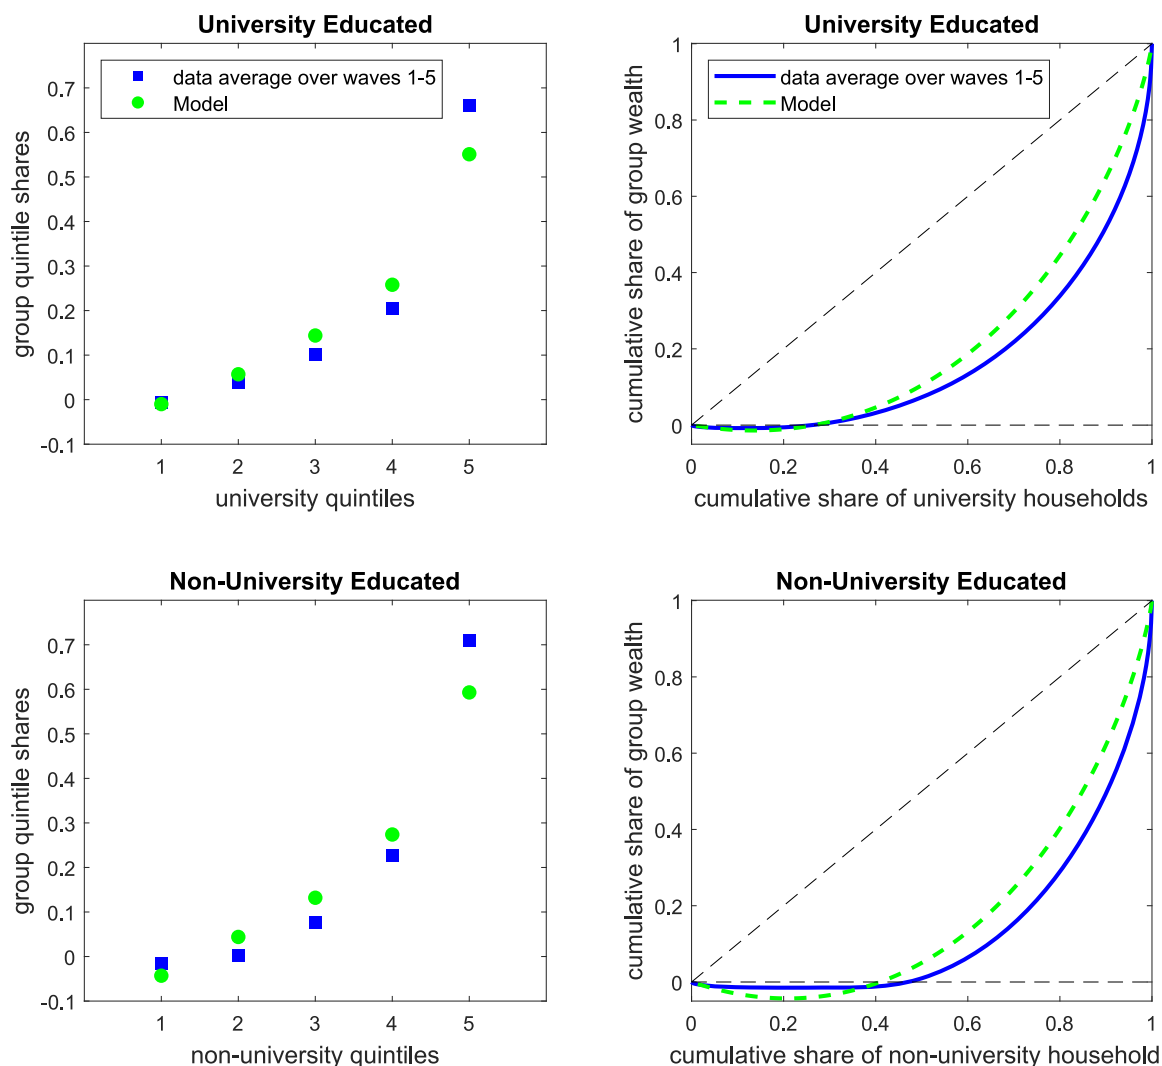 University Educated
data average over waves 1-5
Model
group quintile shares
0.7
0.6
0.5
0.4
0.3
0.2
0.1
0
-0.1
1 2 3 4 5
university quintiles
University Educated
data average over waves 1-5
Model
cumulative share of group wealth
1
0.8
0.6
0.4
0.2
0
0 0.2 0.4 0.6 0.8 1
cumulative share of university households
Non-University Educated
group quintile shares
0.7
0.6
0.5
0.4
0.3
0.2
0.1
0
-0.1
1 2 3 4 5
non-university quintiles
Non-University Educated
cumulative share of group wealth
1
0.8
0.6
0.4
0.2
0
0 0.2 0.4 0.6 0.8 1
cumulative share of non-university household